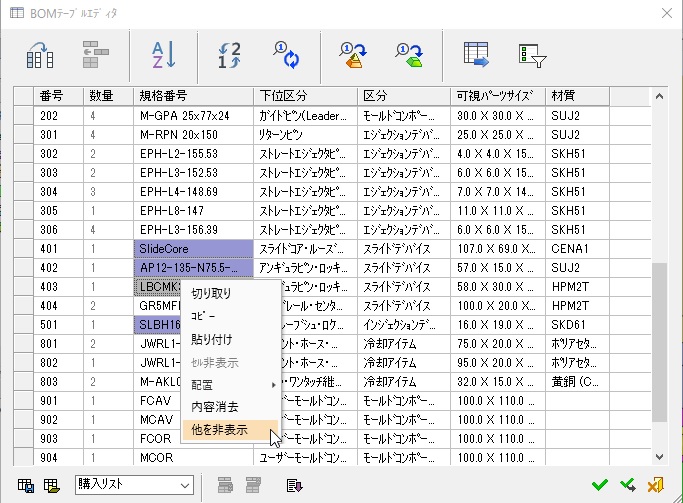 BOMﾃｰﾌﾞﾙｴﾃﾞｨﾀ
番号 数量 規格番号 下位区分 区分 可視ﾊﾟｰﾂｻｲｽﾞ 材質
202 4 M-GPA 25x77x24 ｶﾞｲﾄﾞﾋﾟﾝ(Leader... ﾓｰﾙﾄﾞｺﾝﾎﾟｰ... 30.0 X 30.0 X ... SUJ2
301 4 M-RPN 20x150 ﾘﾀｰﾝﾋﾟﾝ ｴｼﾞｪｸｼｮﾝﾃﾞﾊﾞ... 25.0 X 25.0 X ... SUJ2
302 2 EPH-L2-155.53 ｽﾄﾚｰﾄｴｼﾞｪｸﾀﾋﾟ... ｴｼﾞｪｸｼｮﾝﾃﾞﾊﾞ... 4.0 X 4.0 X 15... SKH51
303 2 EPH-L3-152.53 ｽﾄﾚｰﾄｴｼﾞｪｸﾀﾋﾟ... ｴｼﾞｪｸｼｮﾝﾃﾞﾊﾞ... 6.0 X 6.0 X 15... SKH51
304 3 EPH-L4-148.69 ｽﾄﾚｰﾄｴｼﾞｪｸﾀﾋﾟ... ｴｼﾞｪｸｼｮﾝﾃﾞﾊﾞ... 7.0 X 7.0 X 14... SKH51
305 1 EPH-L8-147 ｽﾄﾚｰﾄｴｼﾞｪｸﾀﾋﾟ... ｴｼﾞｪｸｼｮﾝﾃﾞﾊﾞ... 11.0 X 11.0 X ... SKH51
306 4 EPH-L3-156.39 ｽﾄﾚｰﾄｴｼﾞｪｸﾀﾋﾟ... ｴｼﾞｪｸｼｮﾝﾃﾞﾊﾞ... 6.0 X 6.0 X 15... SKH51
401 1 SlideCore ｽﾗｲﾄﾞｺｱ・ﾙｰｽﾞ... ｽﾗｲﾄﾞﾃﾞﾊﾞｲｽ 107.0 X 69.0 X... CENA1
402 1 AP12-135-N75.5-... ｱﾝｷﾞｭﾗﾋﾟﾝ・ﾛｯｷ... ｽﾗｲﾄﾞﾃﾞﾊﾞｲｽ 57.0 X 15.0 X ... SUJ2
403 1 LBCMK ﾗﾋﾟﾝ・ﾛｯｷ... ｽﾗｲﾄﾞﾃﾞﾊﾞｲｽ 58.0 X 30.0 X ... HPM2T
404 2 GR5MF ﾞﾚｰﾙ・ｾﾝﾀ... ｽﾗｲﾄﾞﾃﾞﾊﾞｲｽ 100.0 X 20.0 X... HPM2T
501 1 SLBH16 ｰﾌﾞｼｭ・ﾛｸ... ｲﾝｼﾞｪｸｼｮﾝﾃﾞ... 16.0 X 19.0 X ... SKD61
801 2 JWRL1- ﾝﾄ・ﾎｰｽ・... 冷却ｱｲﾃﾑ 75.0 X 20.0 X ... ﾎﾟﾘｱｾﾀ...
802 1 JWRL1- ﾝﾄ・ﾎｰｽ・... 冷却ｱｲﾃﾑ 95.0 X 20.0 X ... ﾎﾟﾘｱｾﾀ...
803 2 M-AKL ・ﾜﾝﾀｯﾁ継... 冷却ｱｲﾃﾑ 32.0 X 15.0 X ... 黄銅 (C...
901 1 FCAV ｰﾓｰﾙﾄﾞｺﾝ... ﾓｰﾙﾄﾞｺﾝﾎﾟｰ... 100.0 X 110.0 ...
902 1 MCAV ｰﾓｰﾙﾄﾞｺﾝ... ﾓｰﾙﾄﾞｺﾝﾎﾟｰ... 100.0 X 110.0 ...
903 1 FCOR ｰﾓｰﾙﾄﾞｺﾝ... ﾓｰﾙﾄﾞｺﾝﾎﾟｰ... 100.0 X 110.0 ...
904 1 MCOR ﾕｰｻﾞｰﾓｰﾙﾄﾞｺﾝ... ﾓｰﾙﾄﾞｺﾝﾎﾟｰ... 100.0 X 110.0 ...
切り取り
ｺﾋﾟｰ
貼り付け
ｾﾙ非表示
配置
内容消去
他を非表示
購入ﾘｽﾄ